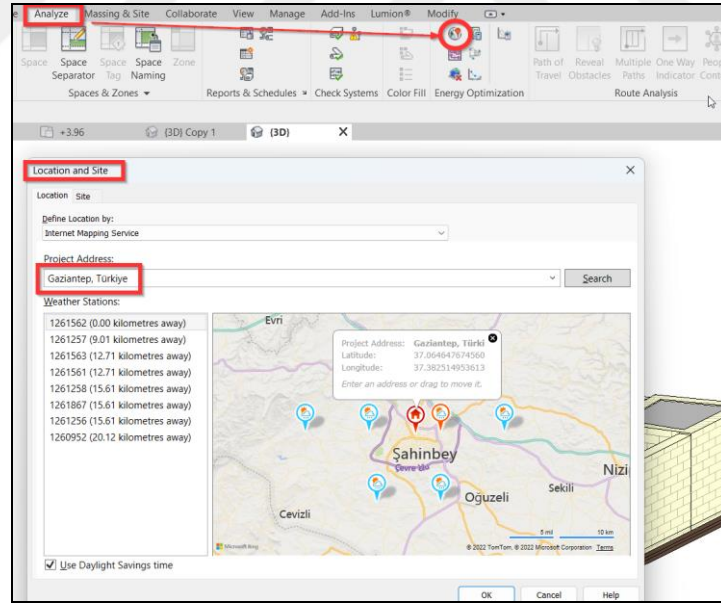 Analyze Massing & Site Collaborate View Manage Add-Ins Lumion® Modify
Space Space Space Space Zone
Separator Tag Naming
Path of Reveal Multiple One Way
Travel Obstacles Paths Indicator
Spaces & Zones Reports & Schedules Check Systems Color Fill Energy Optimization Route Analysis
+3.96 {3D} Copy 1 {3D} X
Location and Site
Location Site
Define Location by:
Internet Mapping Service
Project Address:
Gaziantep, Türkiye
Search
Weather Stations:
1261562 (0.00 kilometres away)
1261257 (9.01 kilometres away)
1261563 (12.71 kilometres away)
1261561 (12.71 kilometres away)
1261258 (15.61 kilometres away)
1261867 (15.61 kilometres away)
1261256 (15.61 kilometres away)
1260952 (20.12 kilometres away)
Evri
Project Address: Gaziantep, Türki
Latitude: 37.064647674560
Longitude: 37.382514953613
Enter an address or drag to move it.
Şahinbey
Nizi
Sekili
Oğuzeli
Cevizli
5 mil 10 km
Microsoft Bing
© 2022 TomTom, © 2022 Microsoft Corporation Terms
Use Daylight Savings time
OK Cancel Help